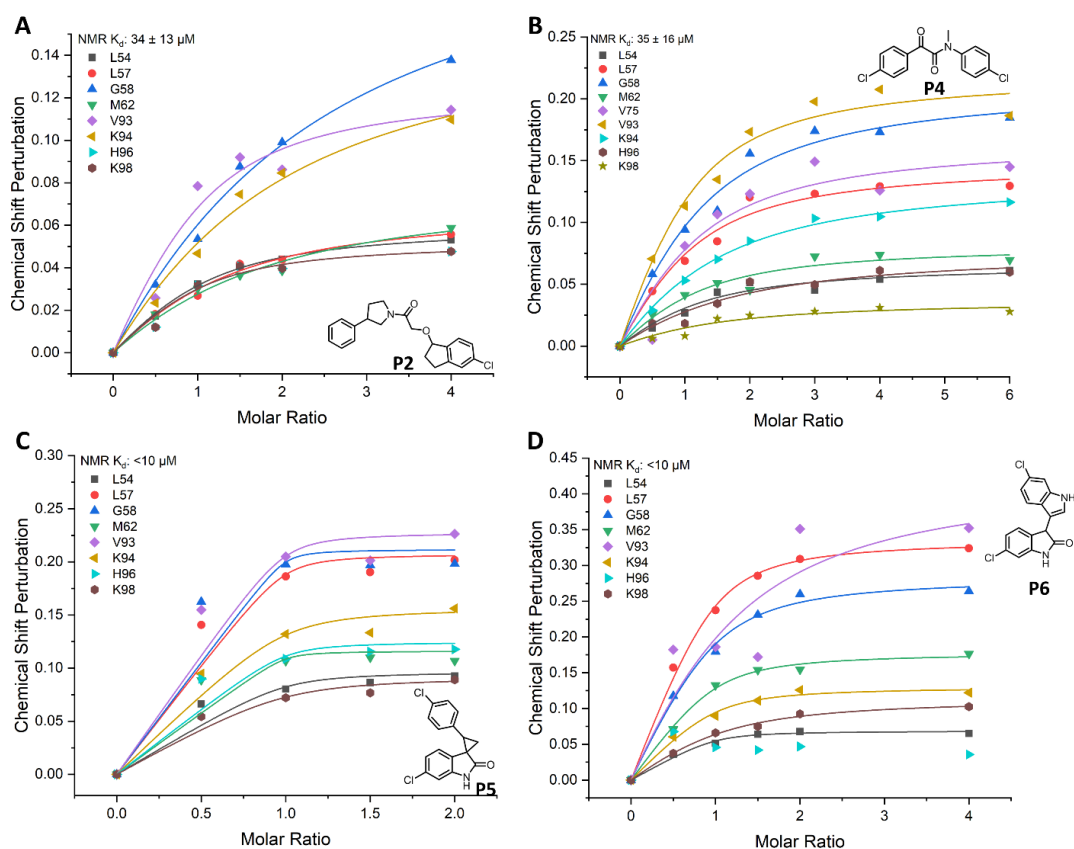 A
NMR Kd: 34 ± 13 µM
L54
L57
G58
M62
V93
K94
H96
K98
0.14
0.12
0.10
0.08
0.06
0.04
0.02
0.00
Chemical Shift Perturbation
0
1
2
3
4
Molar Ratio
N
O
O
Cl
P2
B
NMR Kd: 35 ± 16 µM
L54
L57
G58
M62
V75
V93
K94
H96
K98
0.25
0.20
0.15
0.10
0.05
0.00
Chemical Shift Perturbation
0
1
2
3
4
5
6
Molar Ratio
O
N
O
Cl
Cl
P4
C
NMR Kd: <10 µM
L54
L57
G58
M62
V93
K94
H96
K98
0.30
0.25
0.20
0.15
0.10
0.05
0.00
Chemical Shift Perturbation
0.0
0.5
1.0
1.5
2.0
Molar Ratio
Cl
Cl
N
H
O
P5
D
NMR Kd: <10 µM
L54
L57
G58
M62
V93
K94
H96
K98
0.45
0.40
0.35
0.30
0.25
0.20
0.15
0.10
0.05
0.00
Chemical Shift Perturbation
0
1
2
3
4
Molar Ratio
Cl
NH
Cl
N
H
O
P6